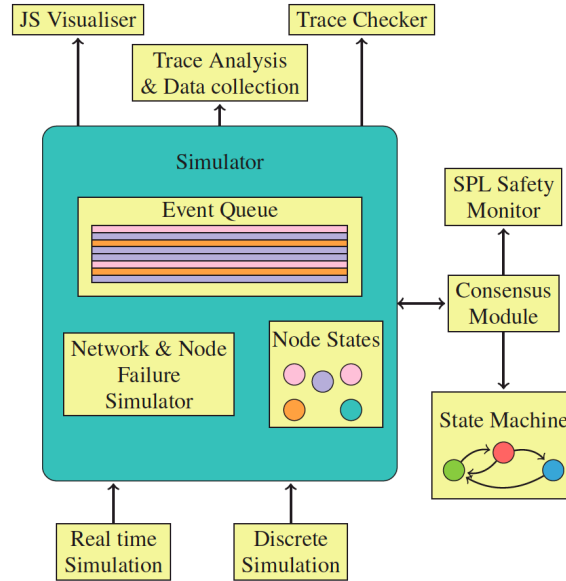 JS Visualiser
Trace Checker
Trace Analysis
& Data collection
Simulator
Event Queue
SPL Safety
Monitor
Consensus
Module
Network & Node
Failure
Simulator
Node States
State Machine
Real time
Simulation
Discrete
Simulation